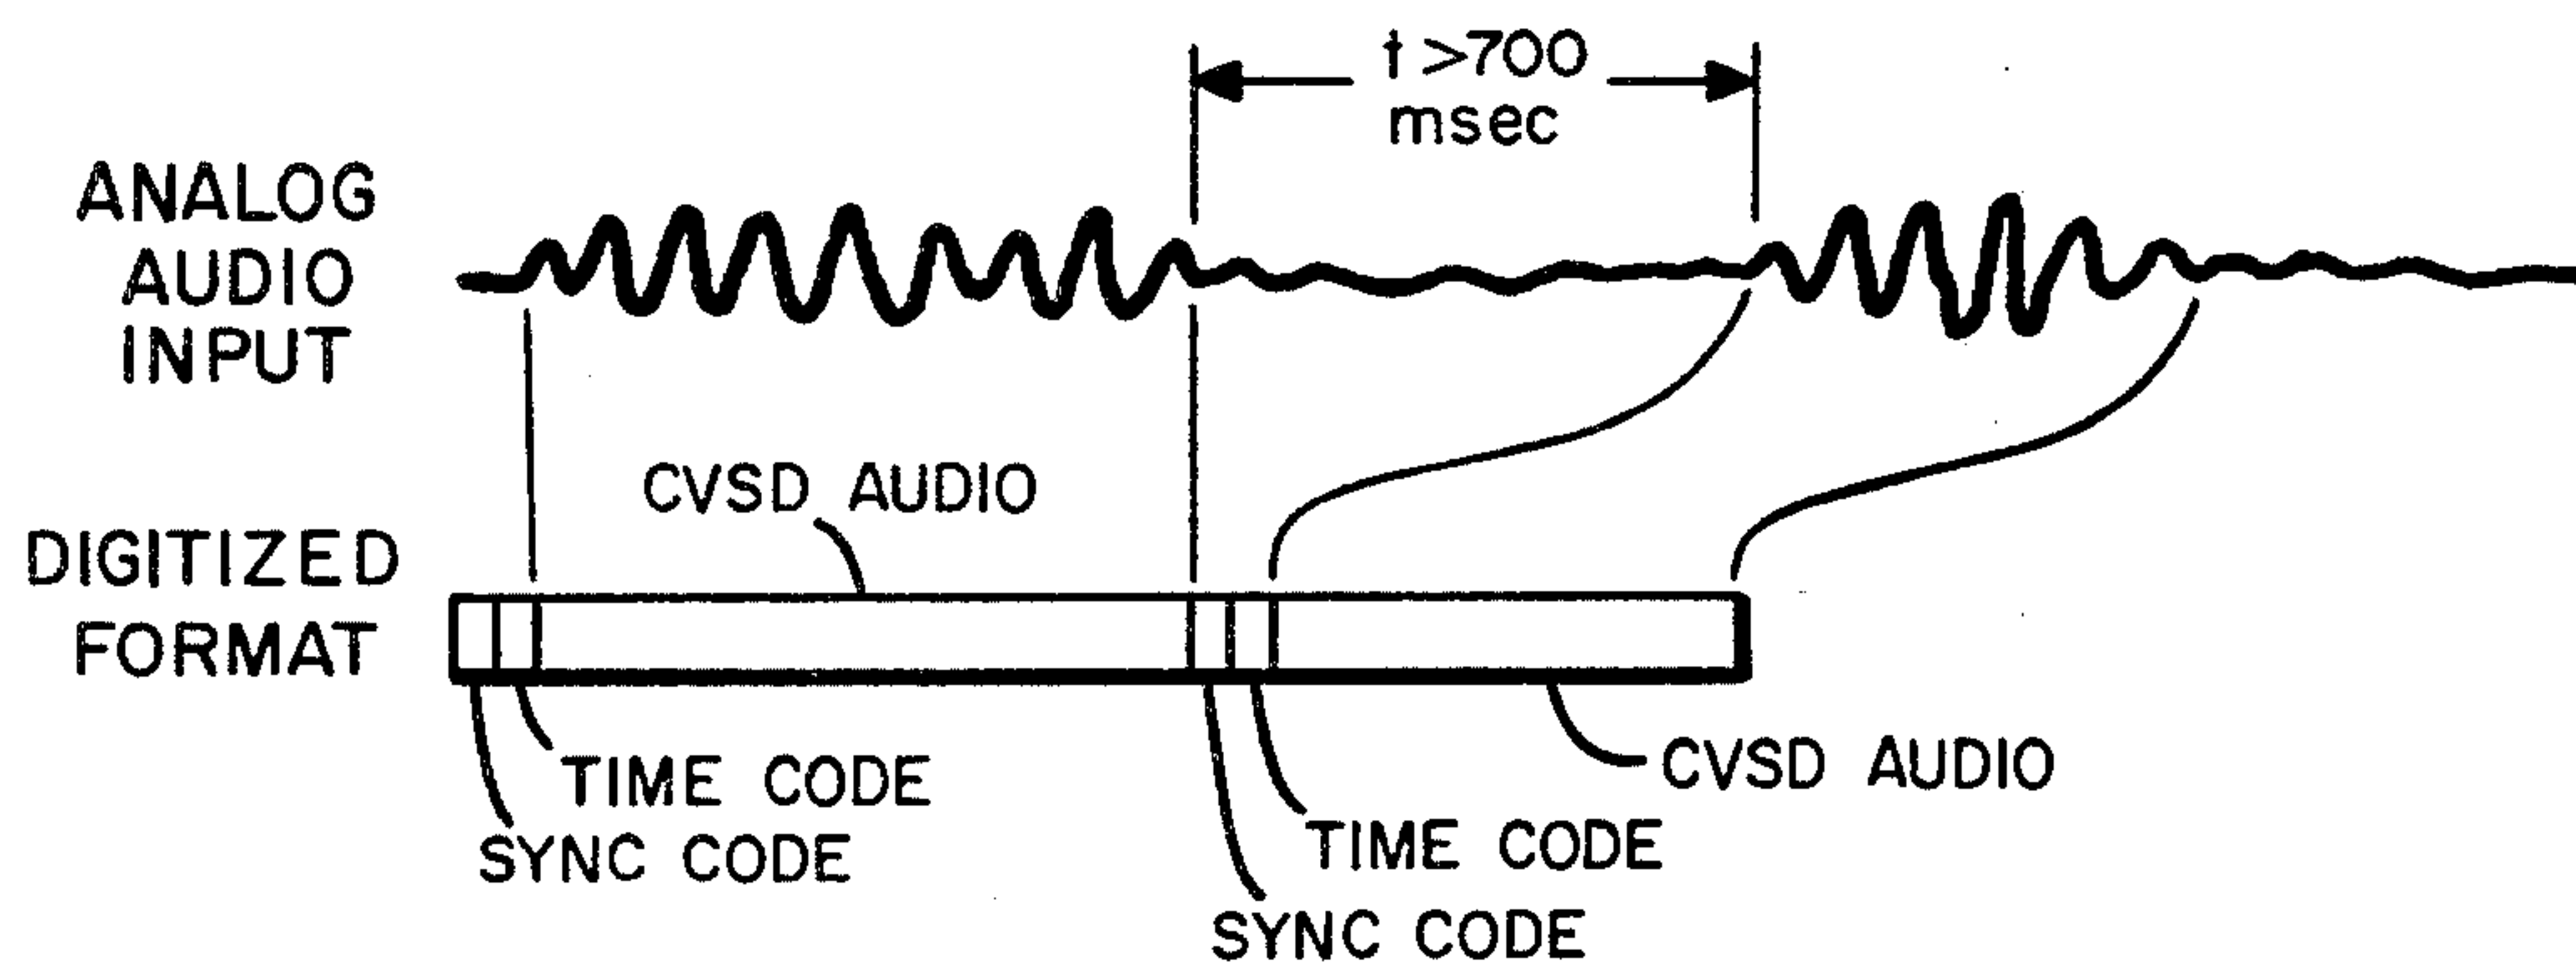 t>700
msec
ANALOG
AUDIO
INPUT
CVSD AUDIO
DIGITIZED
FORMAT
TIME CODE
SYNC CODE
CVSD AUDIO
TIME CODE
SYNC CODE